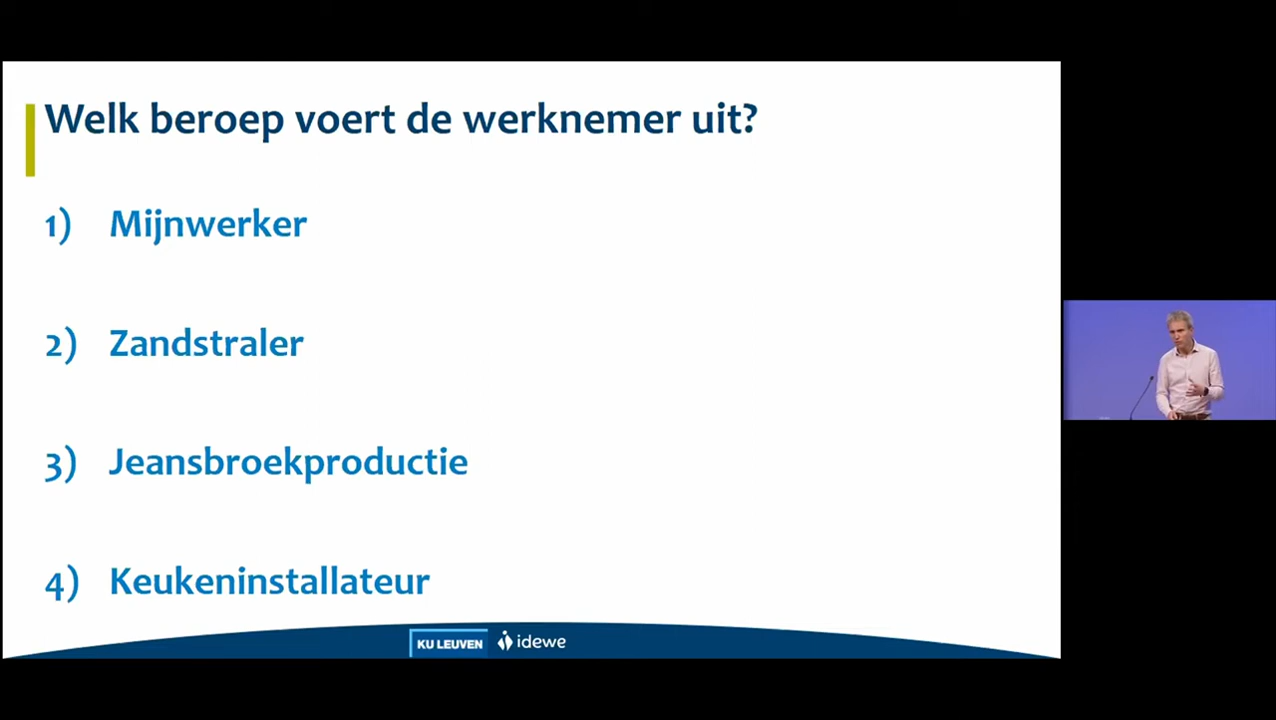 Welk beroep voert de werknemer uit?
1) Mijnwerker
2) Zandstraler
3) Jeansbroekproductie
4) Keukeninstallateur
KU LEUVEN idewe